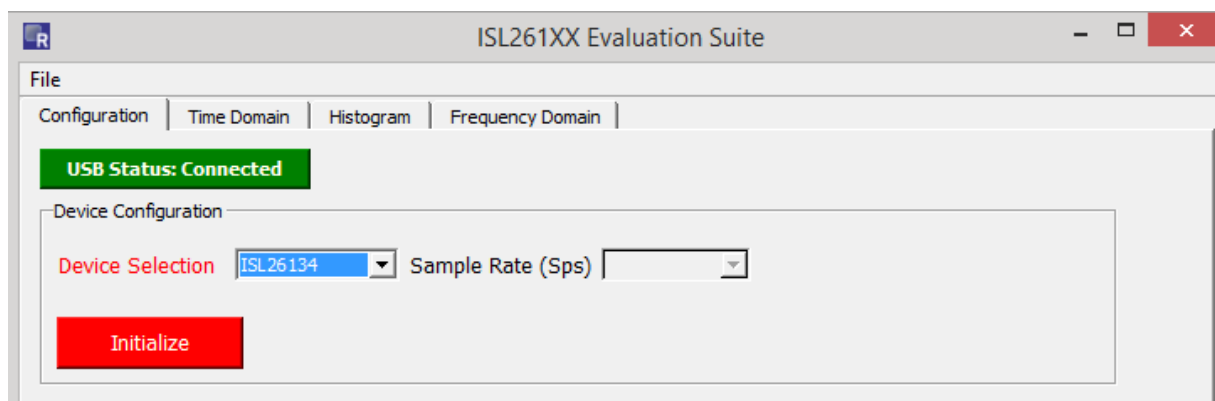 ISL261XX Evaluation Suite
File
Configuration Time Domain Histogram Frequency Domain
USB Status: Connected
Device Configuration
Device Selection ISL26134 Sample Rate (Sps)
Initialize